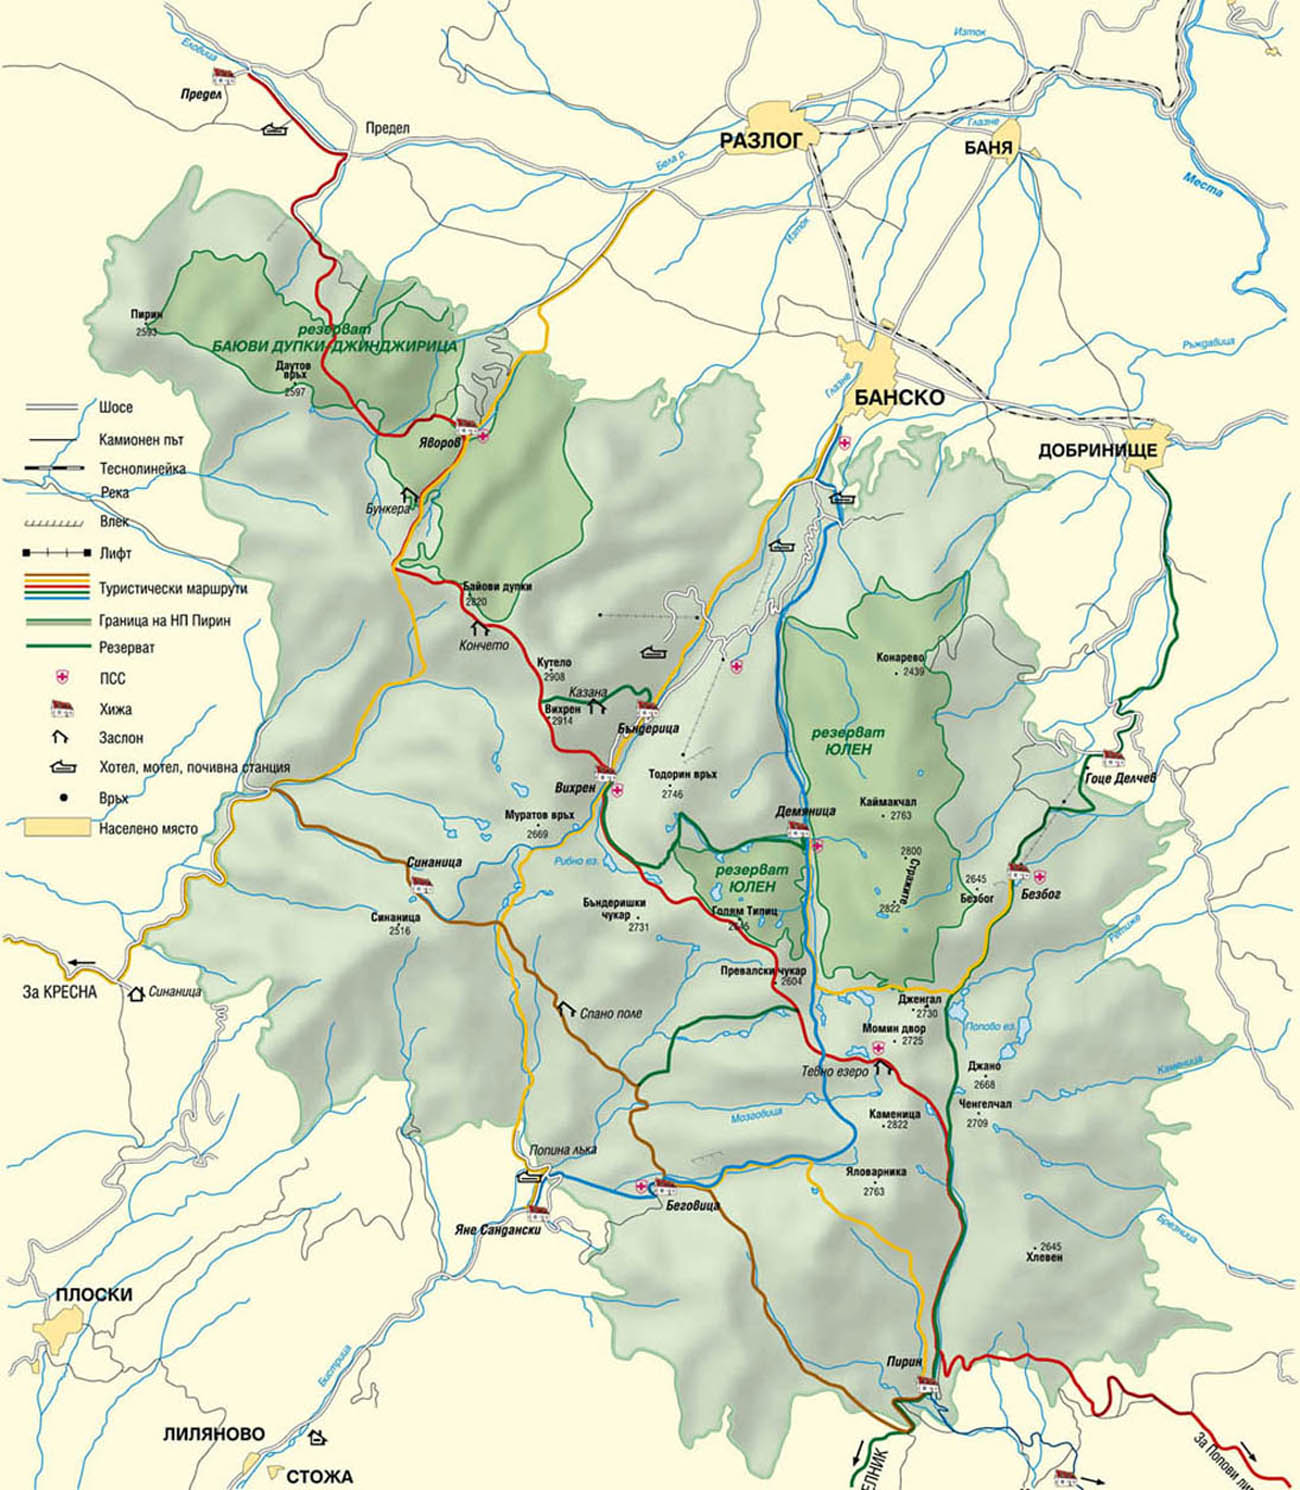 Еловица
Предел
Предел
Изток
РАЗЛОГ
Глазне
БАНЯ
Бела р.
Изток
Места
Пирин
2593
резерват
БАЮВИ ДУПКИ-ДЖИНДЖИРИЦА
Даутов
връх
2597
Рждавица
Глазне
БАНСКО
ДОБРИНИЩЕ
Яворов
Бункера
Шосе
Камионен път
Теснолинейка
Река
Влек
Лифт
Туристически маршрути
Граница на НП Пирин
Резерват
ПСС
Хижа
Заслон
Хотел, мотел, почивна станция
Връх
Населено място
Байови дупки
2820
Кончето
Кутело
2908
Казана
Вихрен
2914
Бъндерица
Вихрен
Тодорин връх
2746
Конарево
2439
резерват
ЮЛЕН
Гоце Делчев
Муратов връх
2669
Рибно ез.
Демяница
Каймакчал
2763
2800
Стражите
2822
2645
Безбог
Безбог
Синаница
Синаница
2516
Бъндеришки
чукар
2731
резерват
ЮЛЕН
Голям Типиц
2645
Ретиже
Превалски чукар
2604
За КРЕСНА
Синаница
Спано поле
Дженгал
2730
Попово ез.
Момин двор
2725
Тевно езеро
Джано
2668
Каменица
Мозговица
Каменица
2822
Ченгелчал
2709
Попина лъка
Яловарника
2763
Беговица
Яне Сандански
Брезница
2645
Хлевен
ПЛОСКИ
Бистрица
Пирин
ЛИЛЯНОВО
СТОЖА
ЕЛНИК
За Попови ли